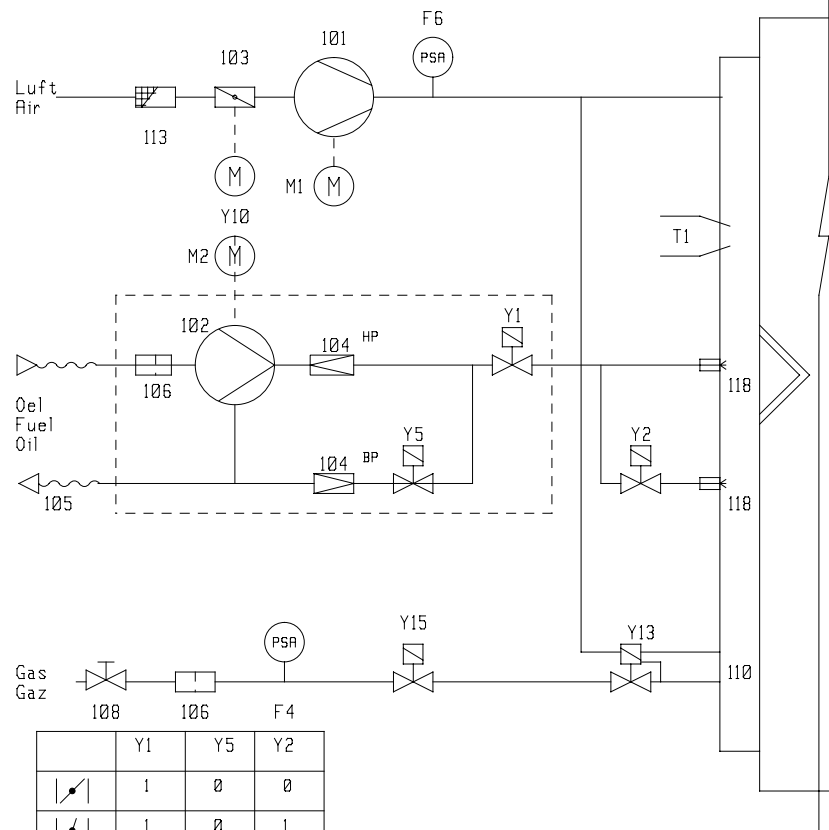 F6
101
103
PSA
Luft
Air
113
M
M1
M
Y10
M2
M
T1
102
Y1
104
HP
106
118
Oel
Fuel
Oil
Y5
Y2
104
BP
105
118
Y15
Y13
PSA
Gas
Gaz
110
108
106
F4
Y1 Y5 Y2
1 0 0
1 0 1